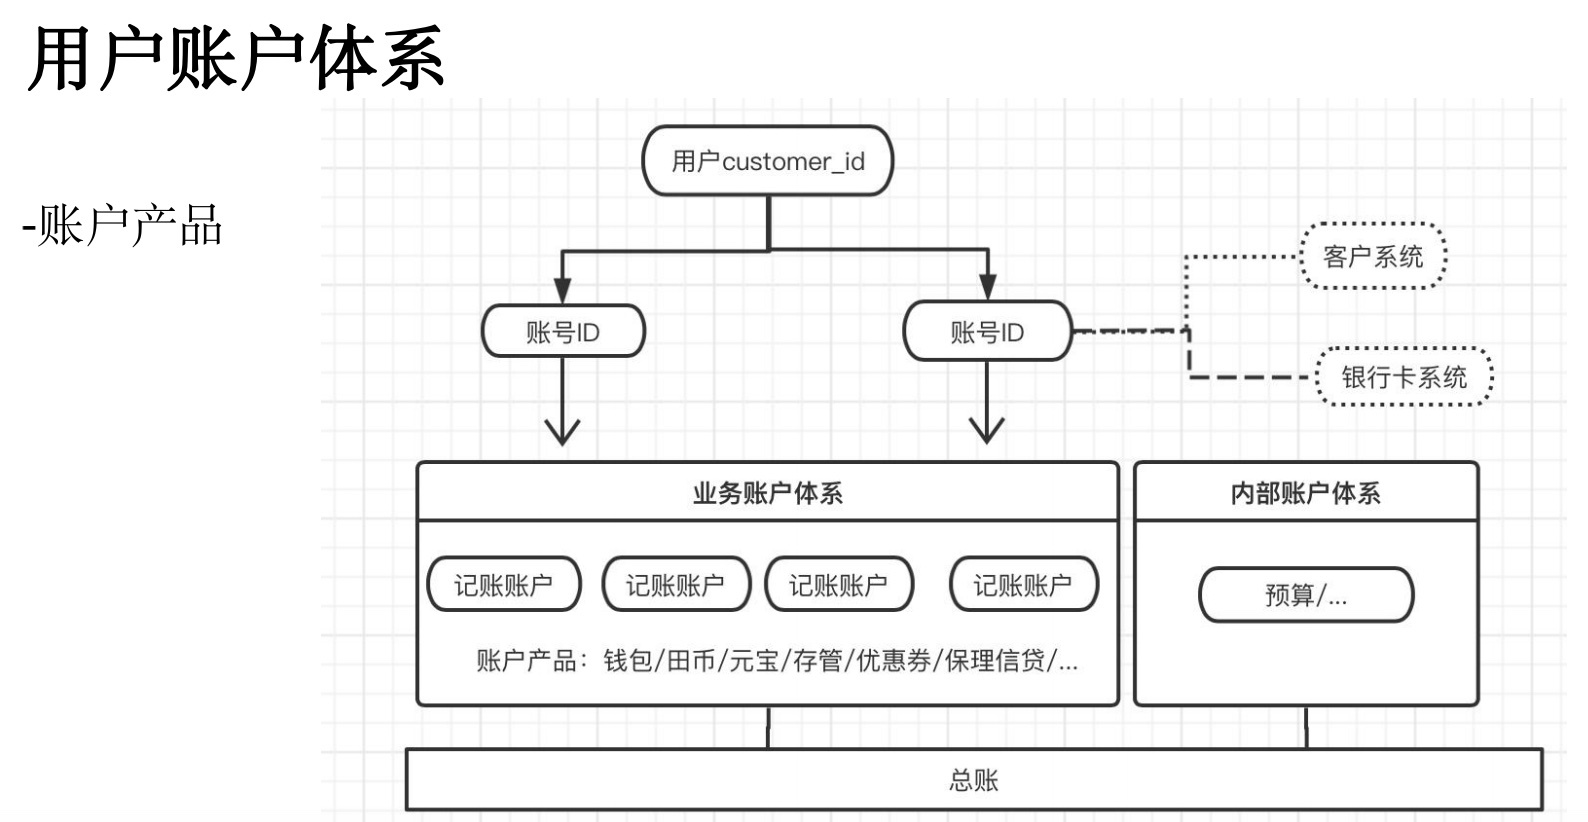 用户账户体系
-账户产品
用户customer_id
客户系统
账号ID
账号ID
银行卡系统
业务账户体系
内部账户体系
记账账户
记账账户
记账账户
记账账户
预算/...
账户产品：钱包/田币/元宝/存管/优惠券/保理信贷/...
总账